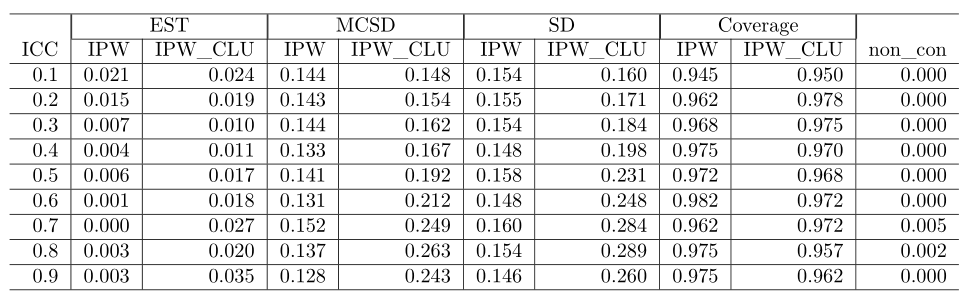 EST MCSD SD Coverage
ICC IPW IPW_CLU IPW IPW_CLU IPW IPW_CLU IPW IPW_CLU non_con
0.1 0.021 0.024 0.144 0.148 0.154 0.160 0.945 0.950 0.000
0.2 0.015 0.019 0.143 0.154 0.155 0.171 0.962 0.978 0.000
0.3 0.007 0.010 0.144 0.162 0.154 0.184 0.968 0.975 0.000
0.4 0.004 0.011 0.133 0.167 0.148 0.198 0.975 0.970 0.000
0.5 0.006 0.017 0.141 0.192 0.158 0.231 0.972 0.968 0.000
0.6 0.001 0.018 0.131 0.212 0.148 0.248 0.982 0.972 0.000
0.7 0.000 0.027 0.152 0.249 0.160 0.284 0.962 0.972 0.005
0.8 0.003 0.020 0.137 0.263 0.154 0.289 0.975 0.957 0.002
0.9 0.003 0.035 0.128 0.243 0.146 0.260 0.975 0.962 0.000